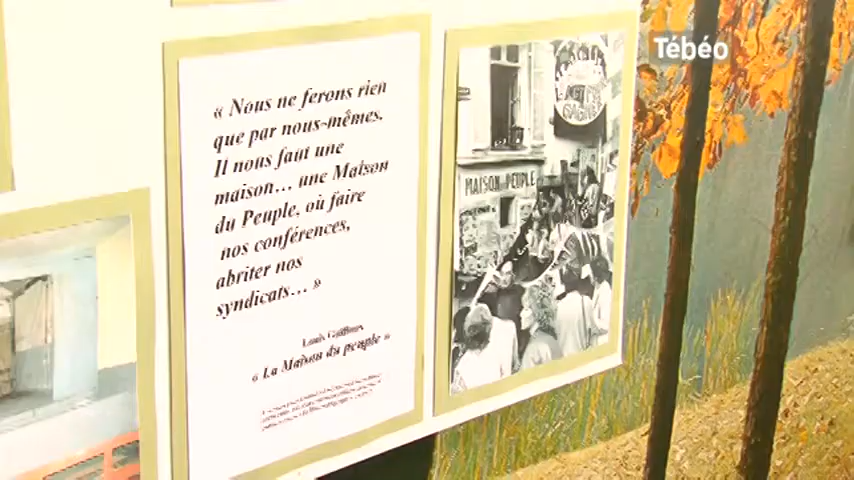 Tébéo
« Nous ne ferons rien
que par nous-mêmes.
Il nous faut une
maison... une Maison
du Peuple, où faire
nos conférences,
abriter nos
syndicats... »
Louis Guilloux
« La Maison du peuple »
MAISON PEUPLE